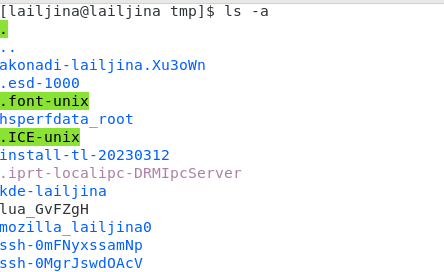 [lailjina@lailjina tmp]$ ls -a
.
..
akonadi-lailjina.Xu3oWn
.esd-1000
.font-unix
hsperfdata_root
.ICE-unix
install-tl-20230312
.iprt-localipc-DRMIpcServer
kde-lailjina
lua_GvFZgH
mozilla_lailjina0
ssh-0mFNyxssamNp
ssh-0MgrJswdOAcV